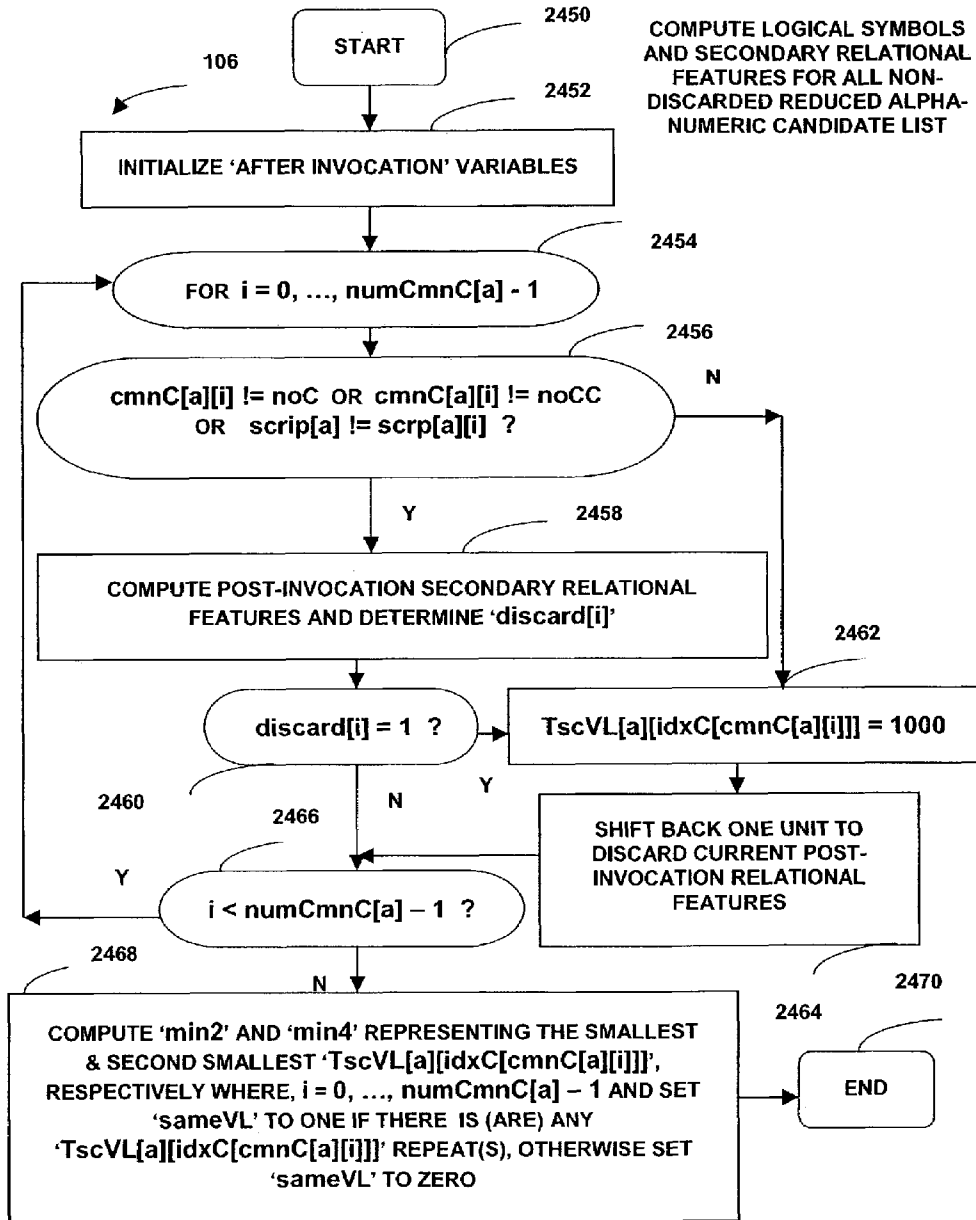 START
2450
COMPUTE LOGICAL SYMBOLS
AND SECONDARY RELATIONAL
FEATURES FOR ALL NON-
DISCARDED REDUCED ALPHA-
NUMERIC CANDIDATE LIST
106
2452
INITIALIZE ‘AFTER INVOCATION’ VARIABLES
2454
FOR i = 0, ..., numCmnC[a] - 1
2456
cmnC[a][i] != noC OR cmnC[a][i] != noCC
OR scrip[a] != scrp[a][i] ?
N
Y
2458
COMPUTE POST-INVOCATION SECONDARY RELATIONAL
FEATURES AND DETERMINE ‘discard[i]’
2462
discard[i] = 1 ?
TscVL[a][idxC[cmnC[a][i]]] = 1000
2460
N
Y
2466
SHIFT BACK ONE UNIT TO
DISCARD CURRENT POST-
INVOCATION RELATIONAL
FEATURES
Y
i < numCmnC[a] – 1 ?
2468
N
2464
2470
COMPUTE ‘min2’ AND ‘min4’ REPRESENTING THE SMALLEST
& SECOND SMALLEST ‘TscVL[a][idxC[cmnC[a][i]]]’,
RESPECTIVELY WHERE, i = 0, ..., numCmnC[a] – 1 AND SET
‘sameVL’ TO ONE IF THERE IS (ARE) ANY
‘TscVL[a][idxC[cmnC[a][i]]]’ REPEAT(S), OTHERWISE SET
‘sameVL’ TO ZERO
END